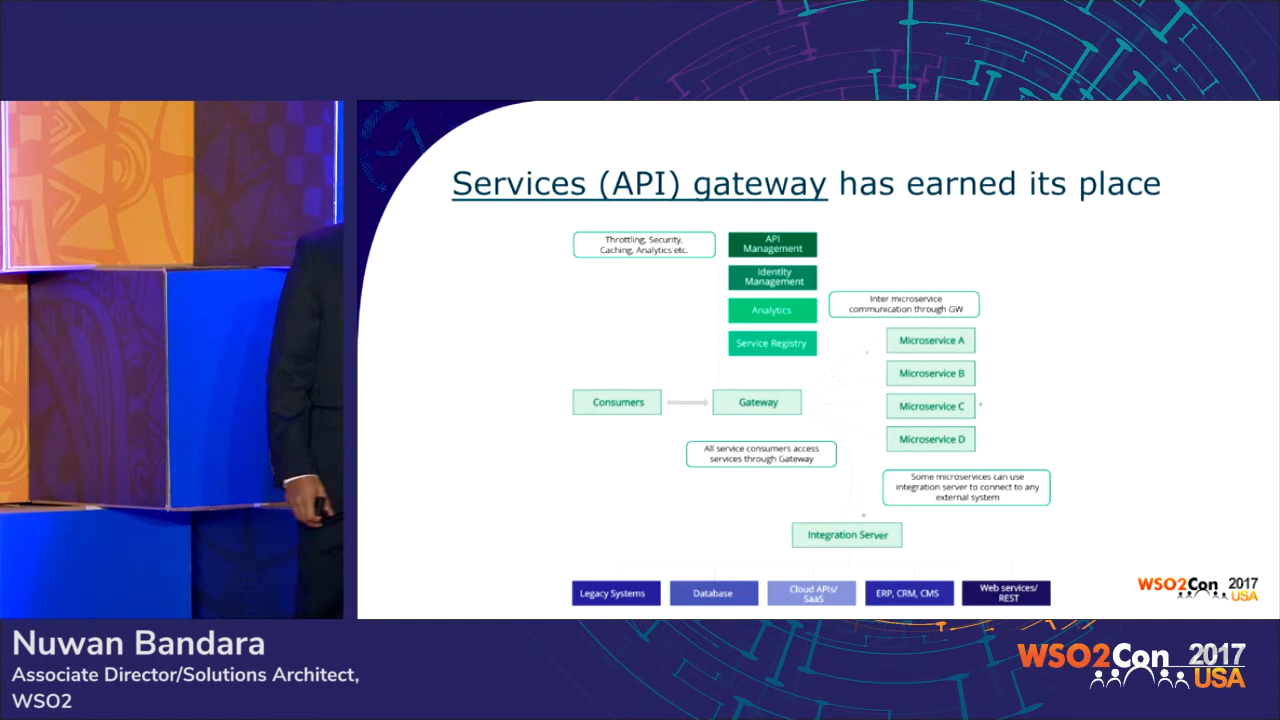 Services (API) gateway has earned its place
Throttling, Security,
Caching, Analytics etc.
API
Management
Identity
Management
Analytics
Service Registry
Inter microservice
communication through GW
Microservice A
Microservice B
Microservice C
Microservice D
Consumers
Gateway
All service consumers access
services through Gateway
Some microservices can use
integration server to connect to any
external system
Integration Server
Legacy Systems
Database
Cloud APIs/
SaaS
ERP, CRM, CMS
Web services/
REST
WSO2Con 2017
USA
Nuwan Bandara
Associate Director/Solutions Architect,
WSO2
WSO2Con 2017
USA